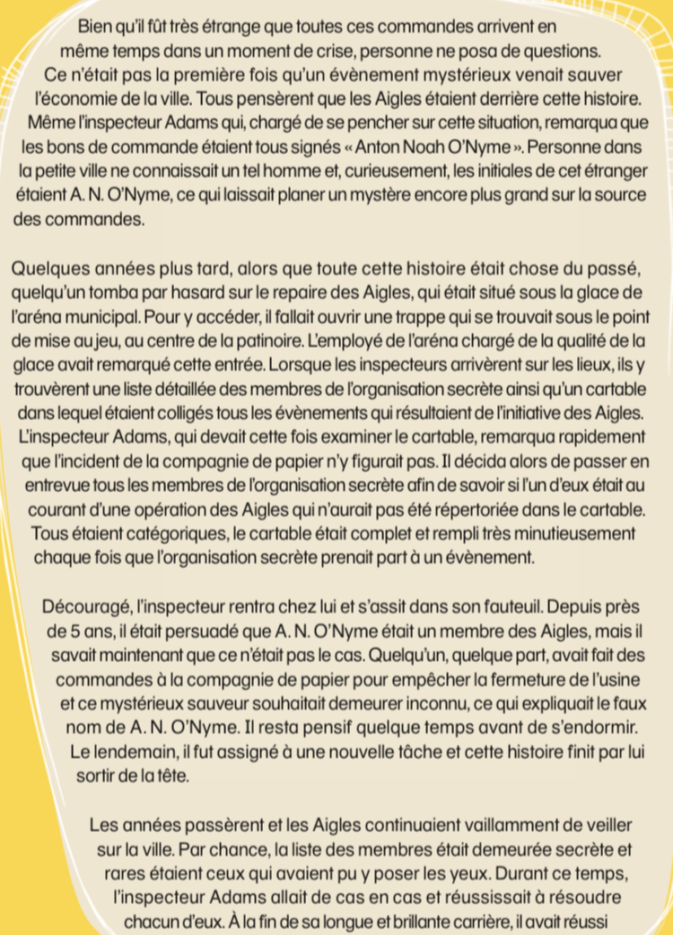 Bien qu'il fût très étrange que toutes ces commandes arrivent en
même temps dans un moment de crise, personne ne posa de questions.
Ce n'était pas la première fois qu'un évènement mystérieux venait sauver
l'économie de la ville. Tous pensèrent que les Aigles étaient derrière cette histoire.
Même l'inspecteur Adams qui, chargé de se pencher sur cette situation, remarqua que
les bons de commande étaient tous signés « Anton Noah O'Nyme ». Personne dans
la petite ville ne connaissait un tel homme et, curieusement, les initiales de cet étranger
étaient A. N. O'Nyme, ce qui laissait planer un mystère encore plus grand sur la source
des commandes.
Quelques années plus tard, alors que toute cette histoire était chose du passé,
quelqu'un tomba par hasard sur le repaire des Aigles, qui était situé sous la glace de
l'aréna municipal. Pour y accéder, il fallait ouvrir une trappe qui se trouvait sous le point
de mise au jeu, au centre de la patinoire. L'employé de l'aréna chargé de la qualité de la
glace avait remarqué cette entrée. Lorsque les inspecteurs arrivèrent sur les lieux, ils y
trouvèrent une liste détaillée des membres de l'organisation secrète ainsi qu'un cartable
dans lequel étaient colligés tous les évènements qui résultaient de l'initiative des Aigles.
L'inspecteur Adams, qui devait cette fois examiner le cartable, remarqua rapidement
que l'incident de la compagnie de papier n'y figurait pas. Il décida alors de passer en
entrevue tous les membres de l'organisation secrète afin de savoir si l'un d'eux était au
courant d'une opération des Aigles qui n'aurait pas été répertoriée dans le cartable.
Tous étaient catégoriques, le cartable était complet et rempli très minutieusement
chaque fois que l'organisation secrète prenait part à un évènement.
Découragé, l'inspecteur rentra chez lui et s'assit dans son fauteuil. Depuis près
de 5 ans, il était persuadé que A. N. O'Nyme était un membre des Aigles, mais il
savait maintenant que ce n'était pas le cas. Quelqu'un, quelque part, avait fait des
commandes à la compagnie de papier pour empêcher la fermeture de l'usine
et ce mystérieux sauveur souhaitait demeurer inconnu, ce qui expliquait le faux
nom de A. N. O'Nyme. Il resta pensif quelque temps avant de s'endormir.
Le lendemain, il fut assigné à une nouvelle tâche et cette histoire finit par lui
sortir de la tête.
Les années passèrent et les Aigles continuaient vaillamment de veiller
sur la ville. Par chance, la liste des membres était demeurée secrète et
rares étaient ceux qui avaient pu y poser les yeux. Durant ce temps,
l'inspecteur Adams allait de cas en cas et réussissait à résoudre
chacun d'eux. À la fin de sa longue et brillante carrière, il avait réussi